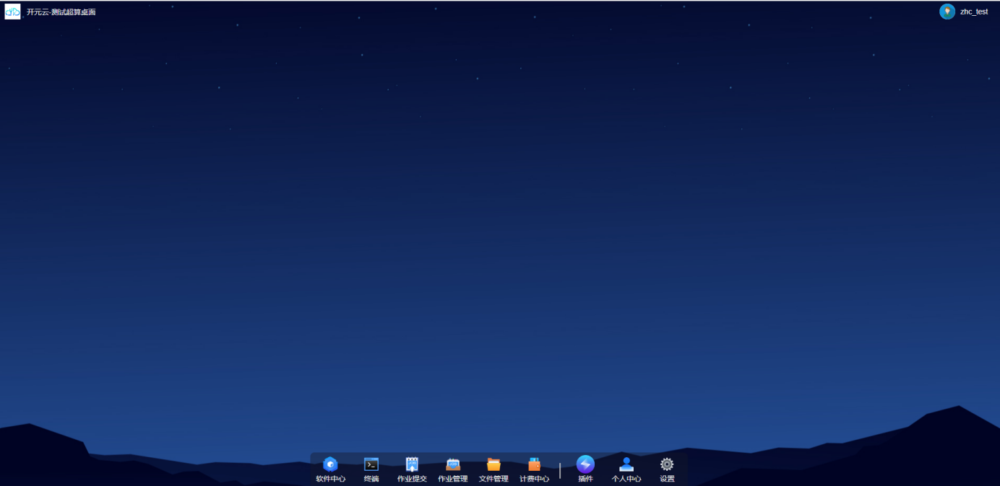 开元云-测试超算桌面
zhc_test
软件中心
终端
作业提交
作业管理
文件管理
计费中心
插件
个人中心
设置